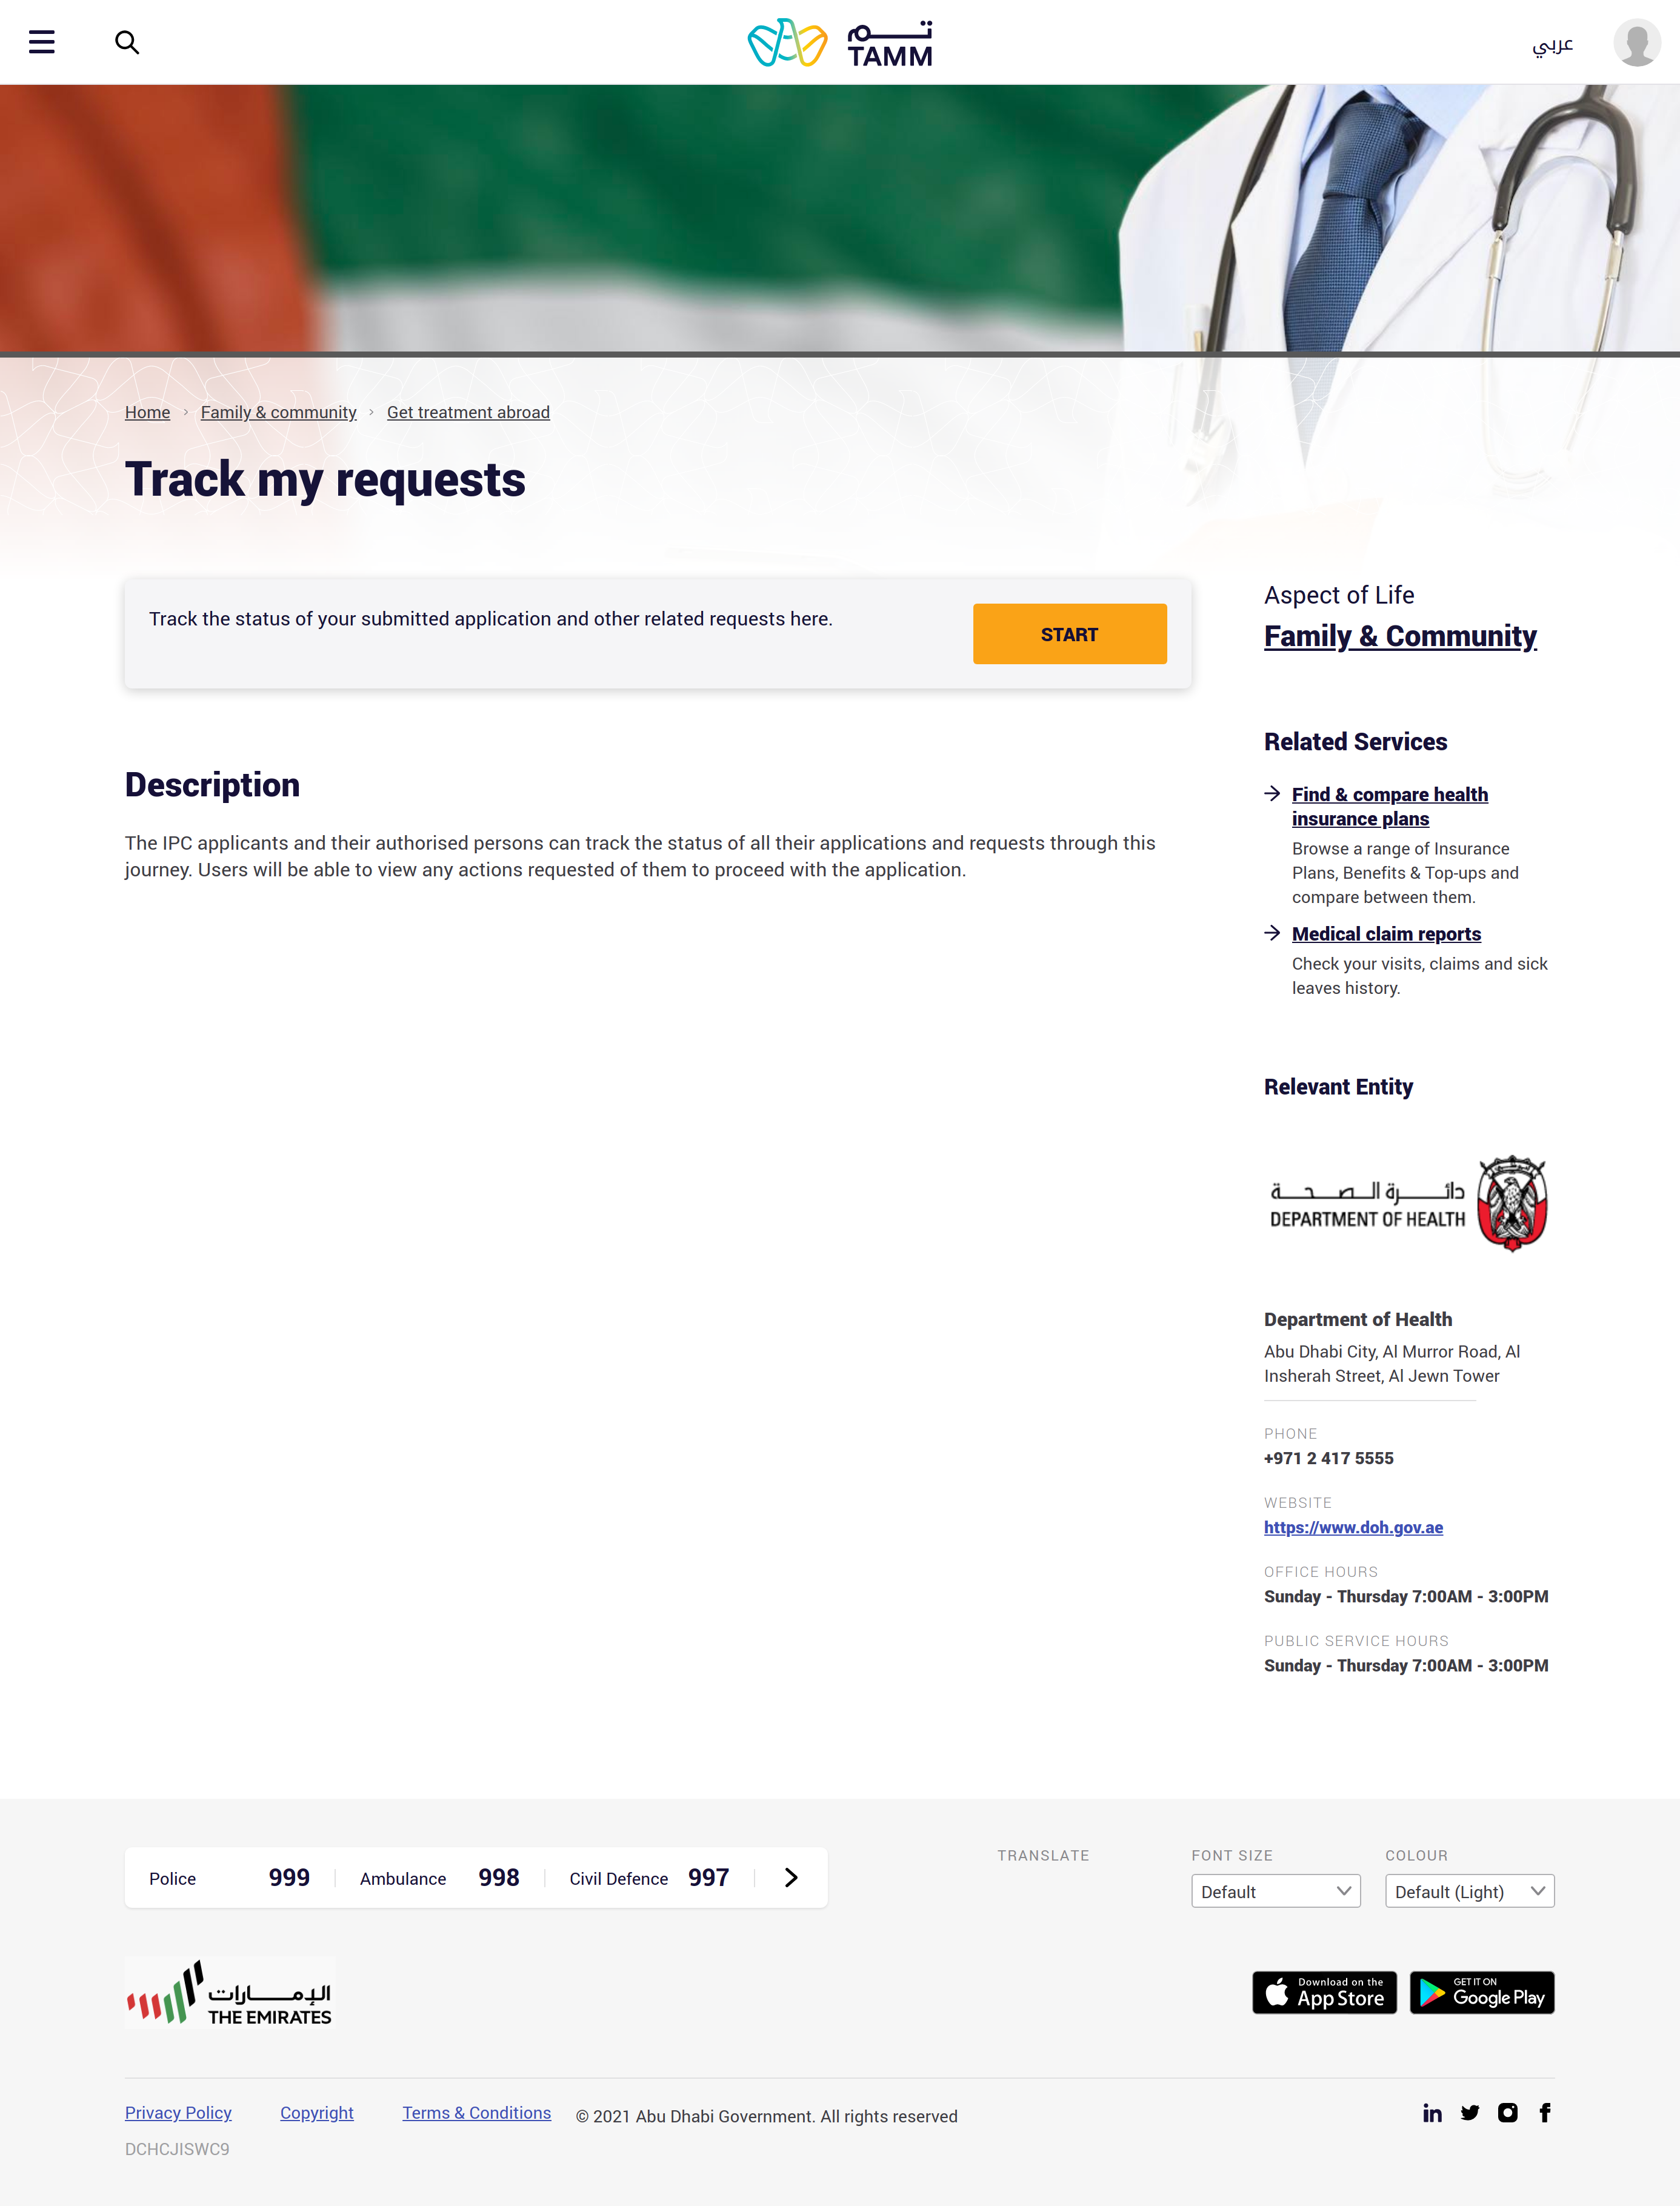 تـــم
TAMM
عربي
Home
Family & community
Get treatment abroad
Track my requests
Track the status of your submitted application and other related requests here.
START
Description
The IPC applicants and their authorised persons can track the status of all their applications and requests through this
journey. Users will be able to view any actions requested of them to proceed with the application.
Aspect of Life
Family & Community
Related Services
Find & compare health
insurance plans
Browse a range of Insurance
Plans, Benefits & Top-ups and
compare between them.
Medical claim reports
Check your visits, claims and sick
leaves history.
Relevant Entity
دائـــرة الـصـحـة
DEPARTMENT OF HEALTH
Department of Health
Abu Dhabi City, Al Murror Road, Al
Insherah Street, Al Jewn Tower
PHONE
+971 2 417 5555
WEBSITE
https://www.doh.gov.ae
OFFICE HOURS
Sunday - Thursday 7:00AM - 3:00PM
PUBLIC SERVICE HOURS
Sunday - Thursday 7:00AM - 3:00PM
Police 999
Ambulance 998
Civil Defence 997
TRANSLATE
FONT SIZE
Default
COLOUR
Default (Light)
الإمـــارات
THE EMIRATES
Download on the
App Store
GET IT ON
Google Play
Privacy Policy
Copyright
Terms & Conditions
© 2021 Abu Dhabi Government. All rights reserved
DCHCJISWC9